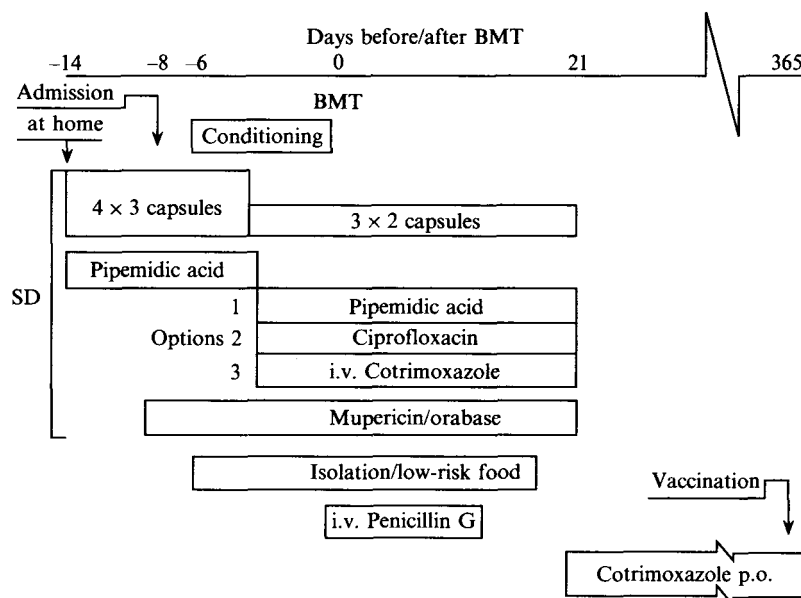 Days before/after BMT
−14 −8 −6 0 21 365
Admission
BMT
at home
Conditioning
4 × 3 capsules
3 × 2 capsules
Pipemidic acid
SD
1 Pipemidic acid
Options 2 Ciprofloxacin
3 i.v. Cotrimoxazole
Mupericin/orabase
Isolation/low-risk food
Vaccination
i.v. Penicillin G
Cotrimoxazole p.o.